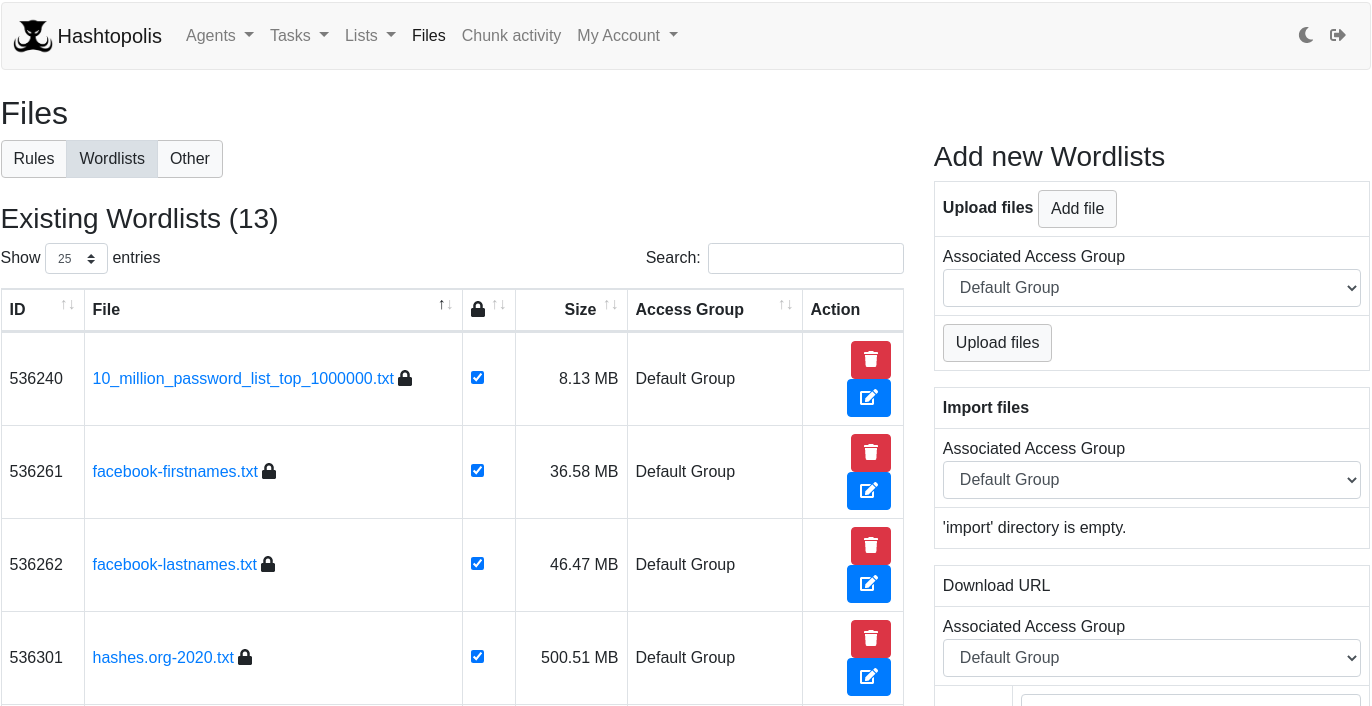 Hashtopolis Agents Tasks Lists Files Chunk activity My Account
Files
Rules Wordlists Other
Existing Wordlists (13)
Show 25 entries Search:
ID File Size Access Group Action
536240 10_million_password_list_top_1000000.txt 8.13 MB Default Group
536261 facebook-firstnames.txt 36.58 MB Default Group
536262 facebook-lastnames.txt 46.47 MB Default Group
536301 hashes.org-2020.txt 500.51 MB Default Group
Add new Wordlists
Upload files Add file
Associated Access Group
Default Group
Upload files
Import files
Associated Access Group
Default Group
'import' directory is empty.
Download URL
Associated Access Group
Default Group